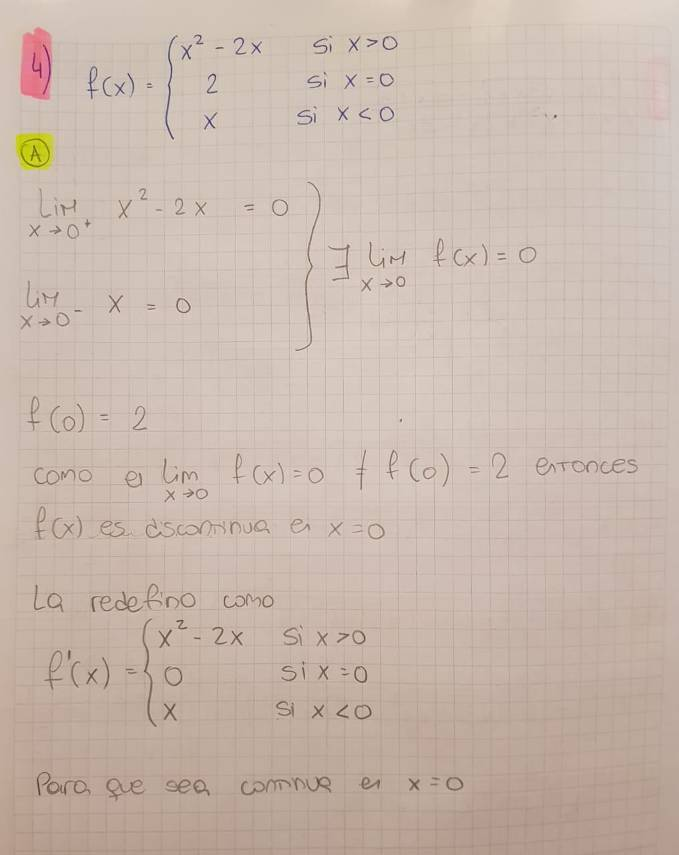 4) f(x) = { x² - 2x si x > 0
2 si x = 0
x si x < 0
A
lim x→0⁺ x² - 2x = 0
∃ lim x→0 f(x) = 0
lim x→0⁻ x = 0
f(0) = 2
como el lim x→0 f(x) = 0 ≠ f(0) = 2 entonces
f(x) es discontinua en x = 0
La redefino como
f'(x) = { x² - 2x si x > 0
0 si x = 0
x si x < 0
Para que sea continua en x = 0